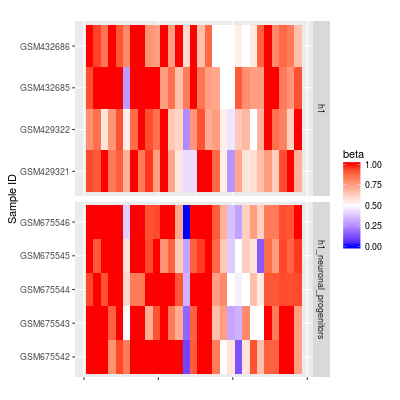 Sample ID
GSM432686
GSM432685
GSM429322
GSM429321
h1
GSM675546
GSM675545
GSM675544
GSM675543
GSM675542
h1_neuronal_progenitors
beta
1.00
0.75
0.50
0.25
0.00